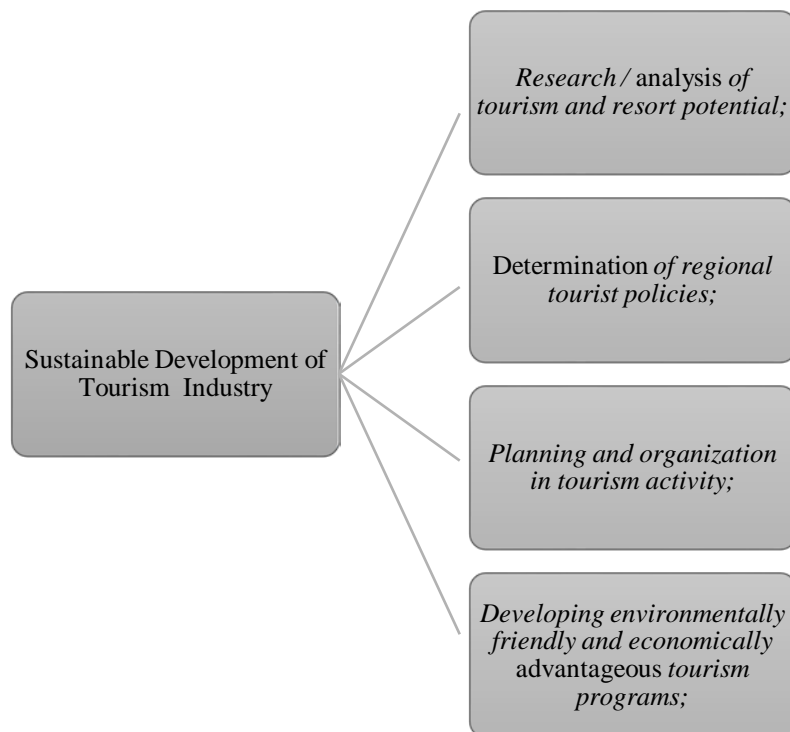 Research / analysis of
tourism and resort potential;
Determination of regional
tourist policies;
Sustainable Development of
Tourism Industry
Planning and organization
in tourism activity;
Developing environmentally
friendly and economically
advantageous tourism
programs;